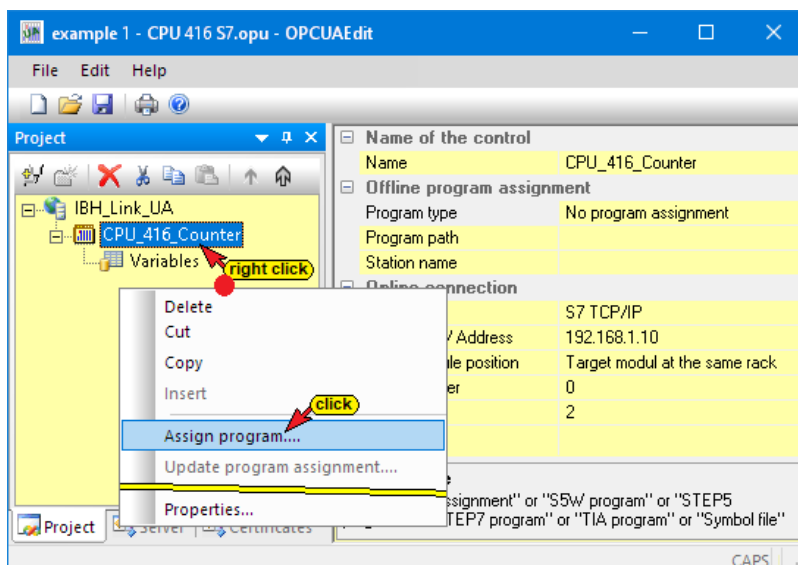 example 1 - CPU 416 S7.opu - OPCUAEdit
File Edit Help
Project
Name of the control
Name CPU_416_Counter
Offline program assignment
Program type No program assignment
Program path
Station name
Online connection
S7 TCP/IP
/ Address 192.168.1.10
le position Target modul at the same rack
er 0
2
IBH_Link_UA
CPU_416_Counter
Variables
right click
Delete
Cut
Copy
Insert
click
Assign program....
Update program assignment....
Properties...
ssignment" or "S5W program" or "STEP5
TEP7 program" or "TIA program" or "Symbol file"
Project Server Certificates
CAPS